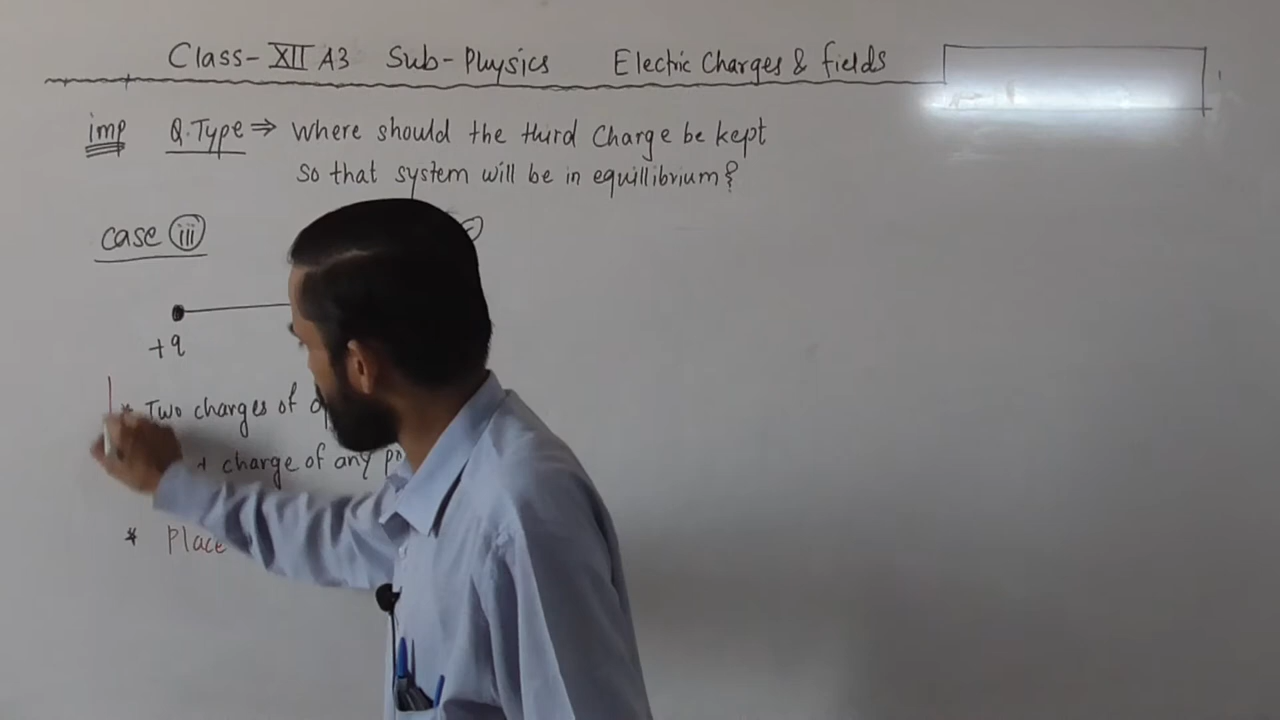 Class-XII A3 Sub-Physics Electric Charges & fields
imp Q.Type ⇒ Where should the third Charge be kept
so that system will be in equillibrium?
case (iii)
+q
* Two charges of
+ charge of any
* Place